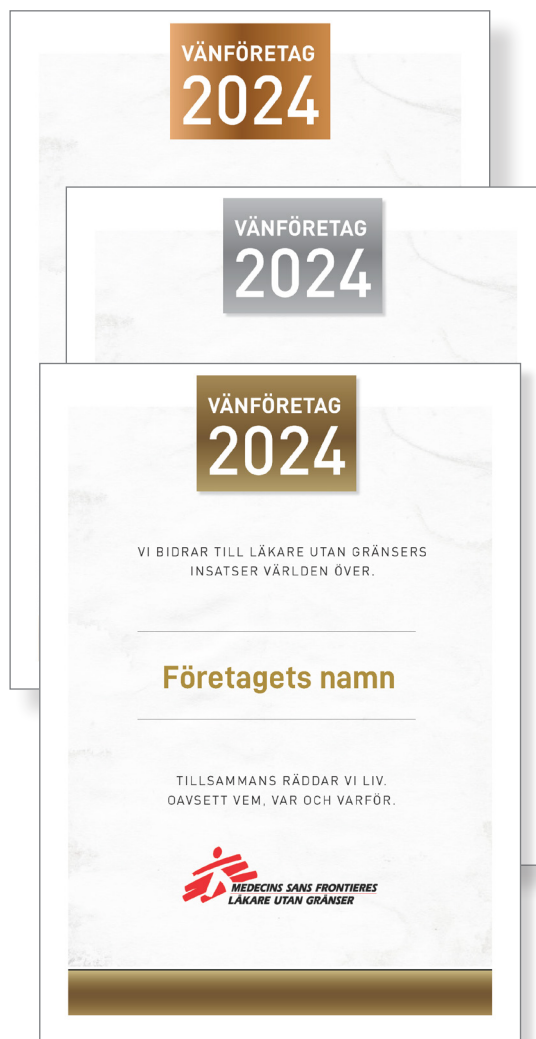 VÄNFÖRETAG
2024
VÄNFÖRETAG
2024
VÄNFÖRETAG
2024
VI BIDRAR TILL LÄKARE UTAN GRÄNSERS
INSATSER VÄRLDEN ÖVER.
Företagets namn
TILLSAMMANS RÄDDAR VI LIV.
OAVSETT VEM, VAR OCH VARFÖR.
MEDECINS SANS FRONTIERES
LÄKARE UTAN GRÄNSER